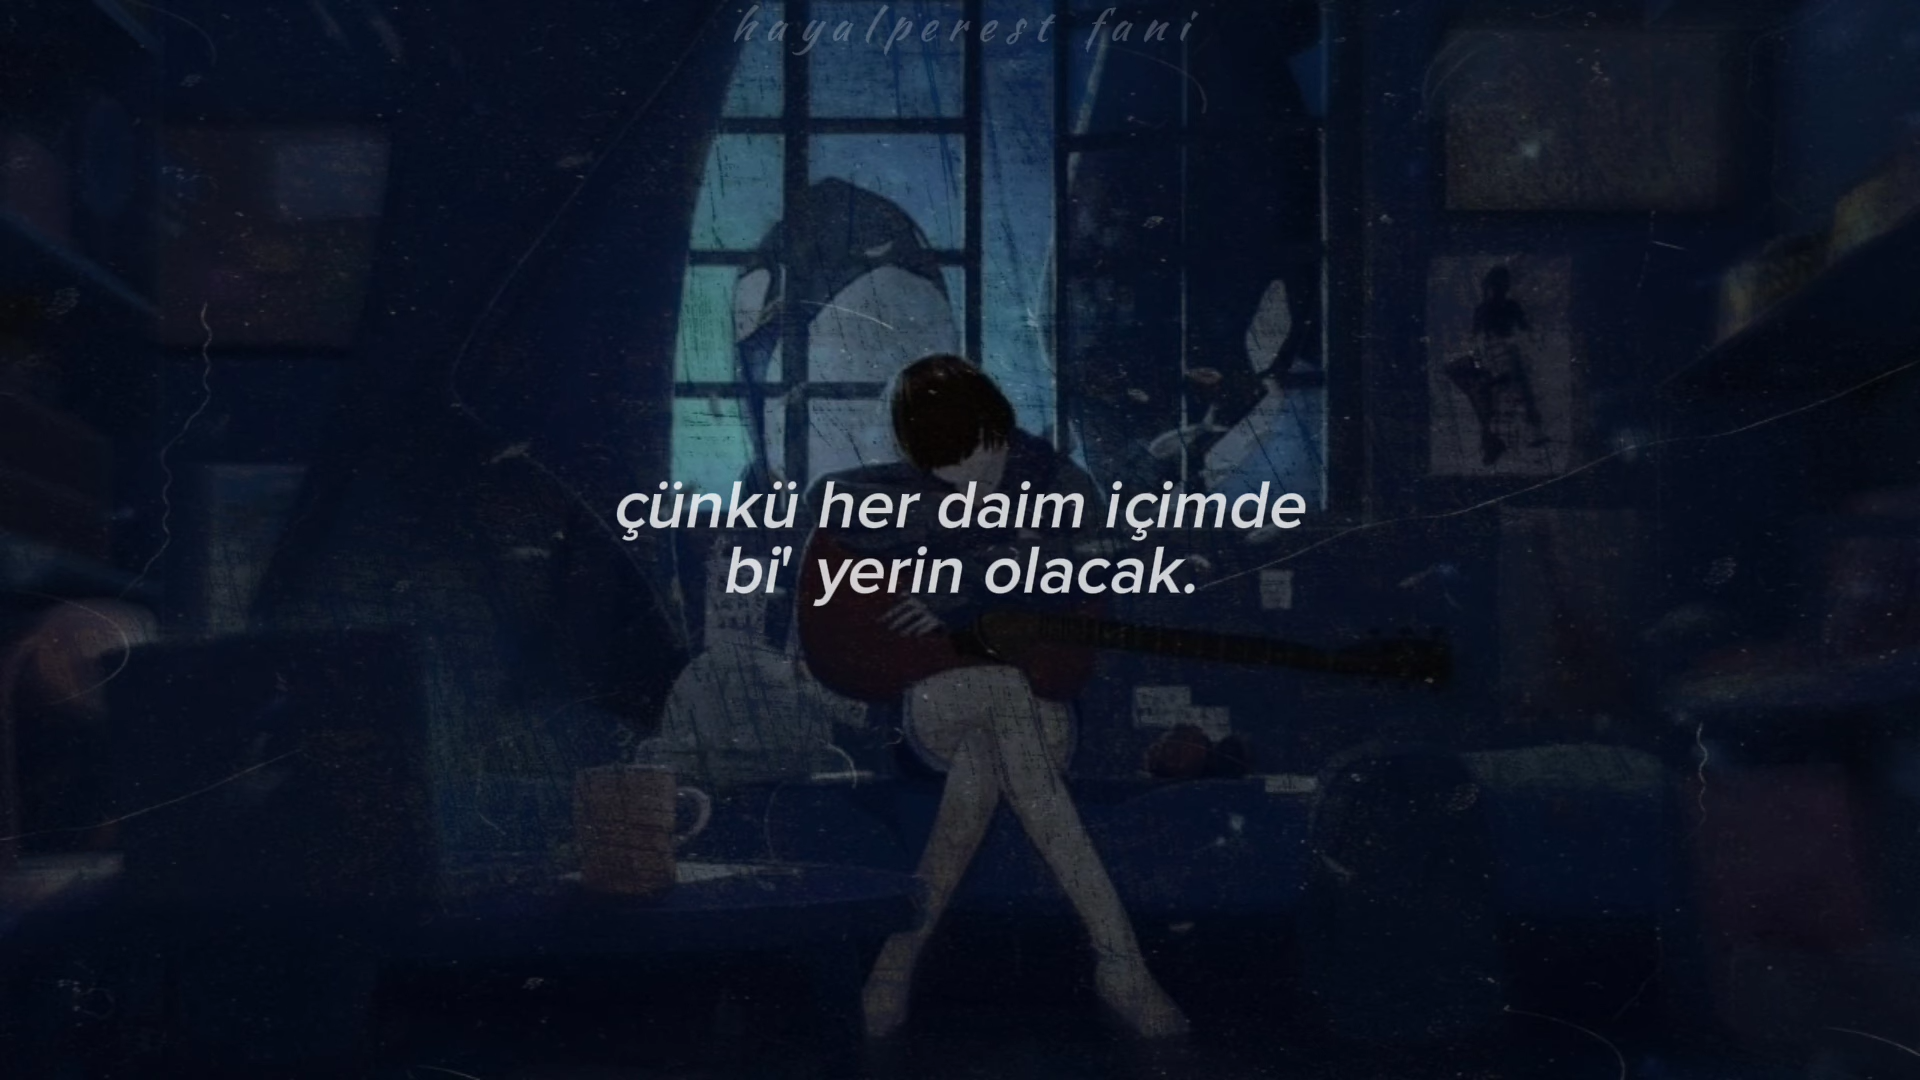 hayalperest fani
çünkü her daim içimde
bi' yerin olacak.